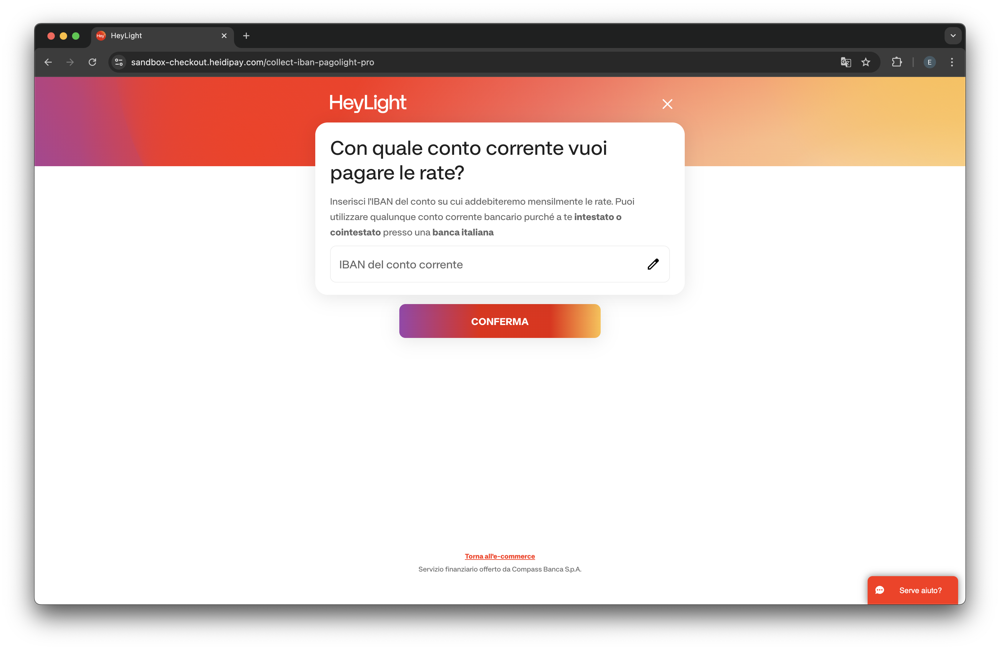 Hey
HeyLight
sandbox-checkout.heidipay.com/collect-iban-pagolight-pro
E
HeyLight
Con quale conto corrente vuoi
pagare le rate?
Inserisci l'IBAN del conto su cui addebiteremo mensilmente le rate. Puoi
utilizzare qualunque conto corrente bancario purché a te intestato o
cointestato presso una banca italiana
IBAN del conto corrente
CONFERMA
Torna all'e-commerce
Servizio finanziario offerto da Compass Banca S.p.A.
Serve aiuto?